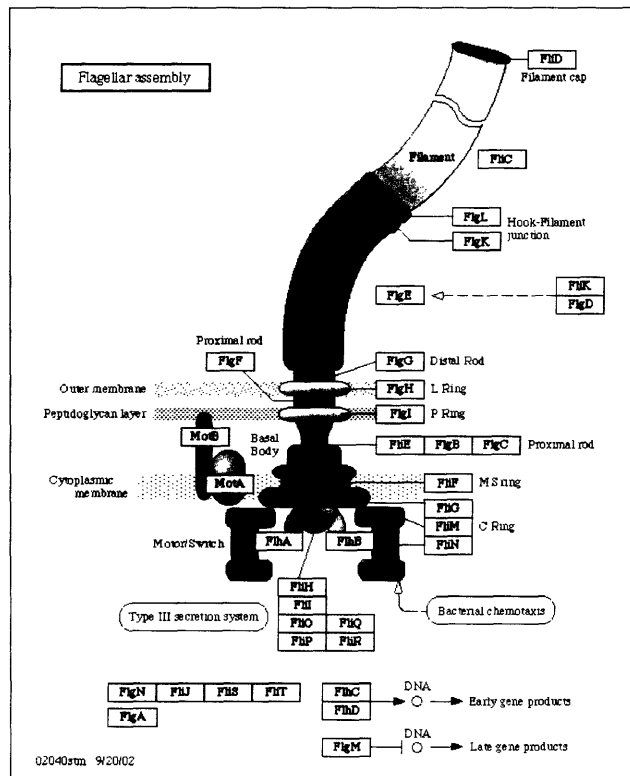 Flagellar assembly
FliD
Filament cap
Filament
FliC
FlgL
Hook-Filament
junction
FlgK
FlgE
FliK
FlgD
Proximal rod
FlgF
FlgG Distal Rod
Outer membrane
FlgH L Ring
Peptidoglycan layer
FlgI P Ring
MotB
Basal
Body
FliE FlgB FlgC Proximal rod
Cytoplasmic
membrane
MotA
FliF MS ring
FliG
FliM C Ring
FliN
Motor/Switch
FlhA FlhB
FliH
FliI
FliO FliQ
FliP FliR
Type III secretion system
Bacterial chemotaxis
FlgN FliJ FliS FliT
FlgA
FlhC
FlhD
DNA
Early gene products
FlgM
DNA
Late gene products
02040stm 9/20/02